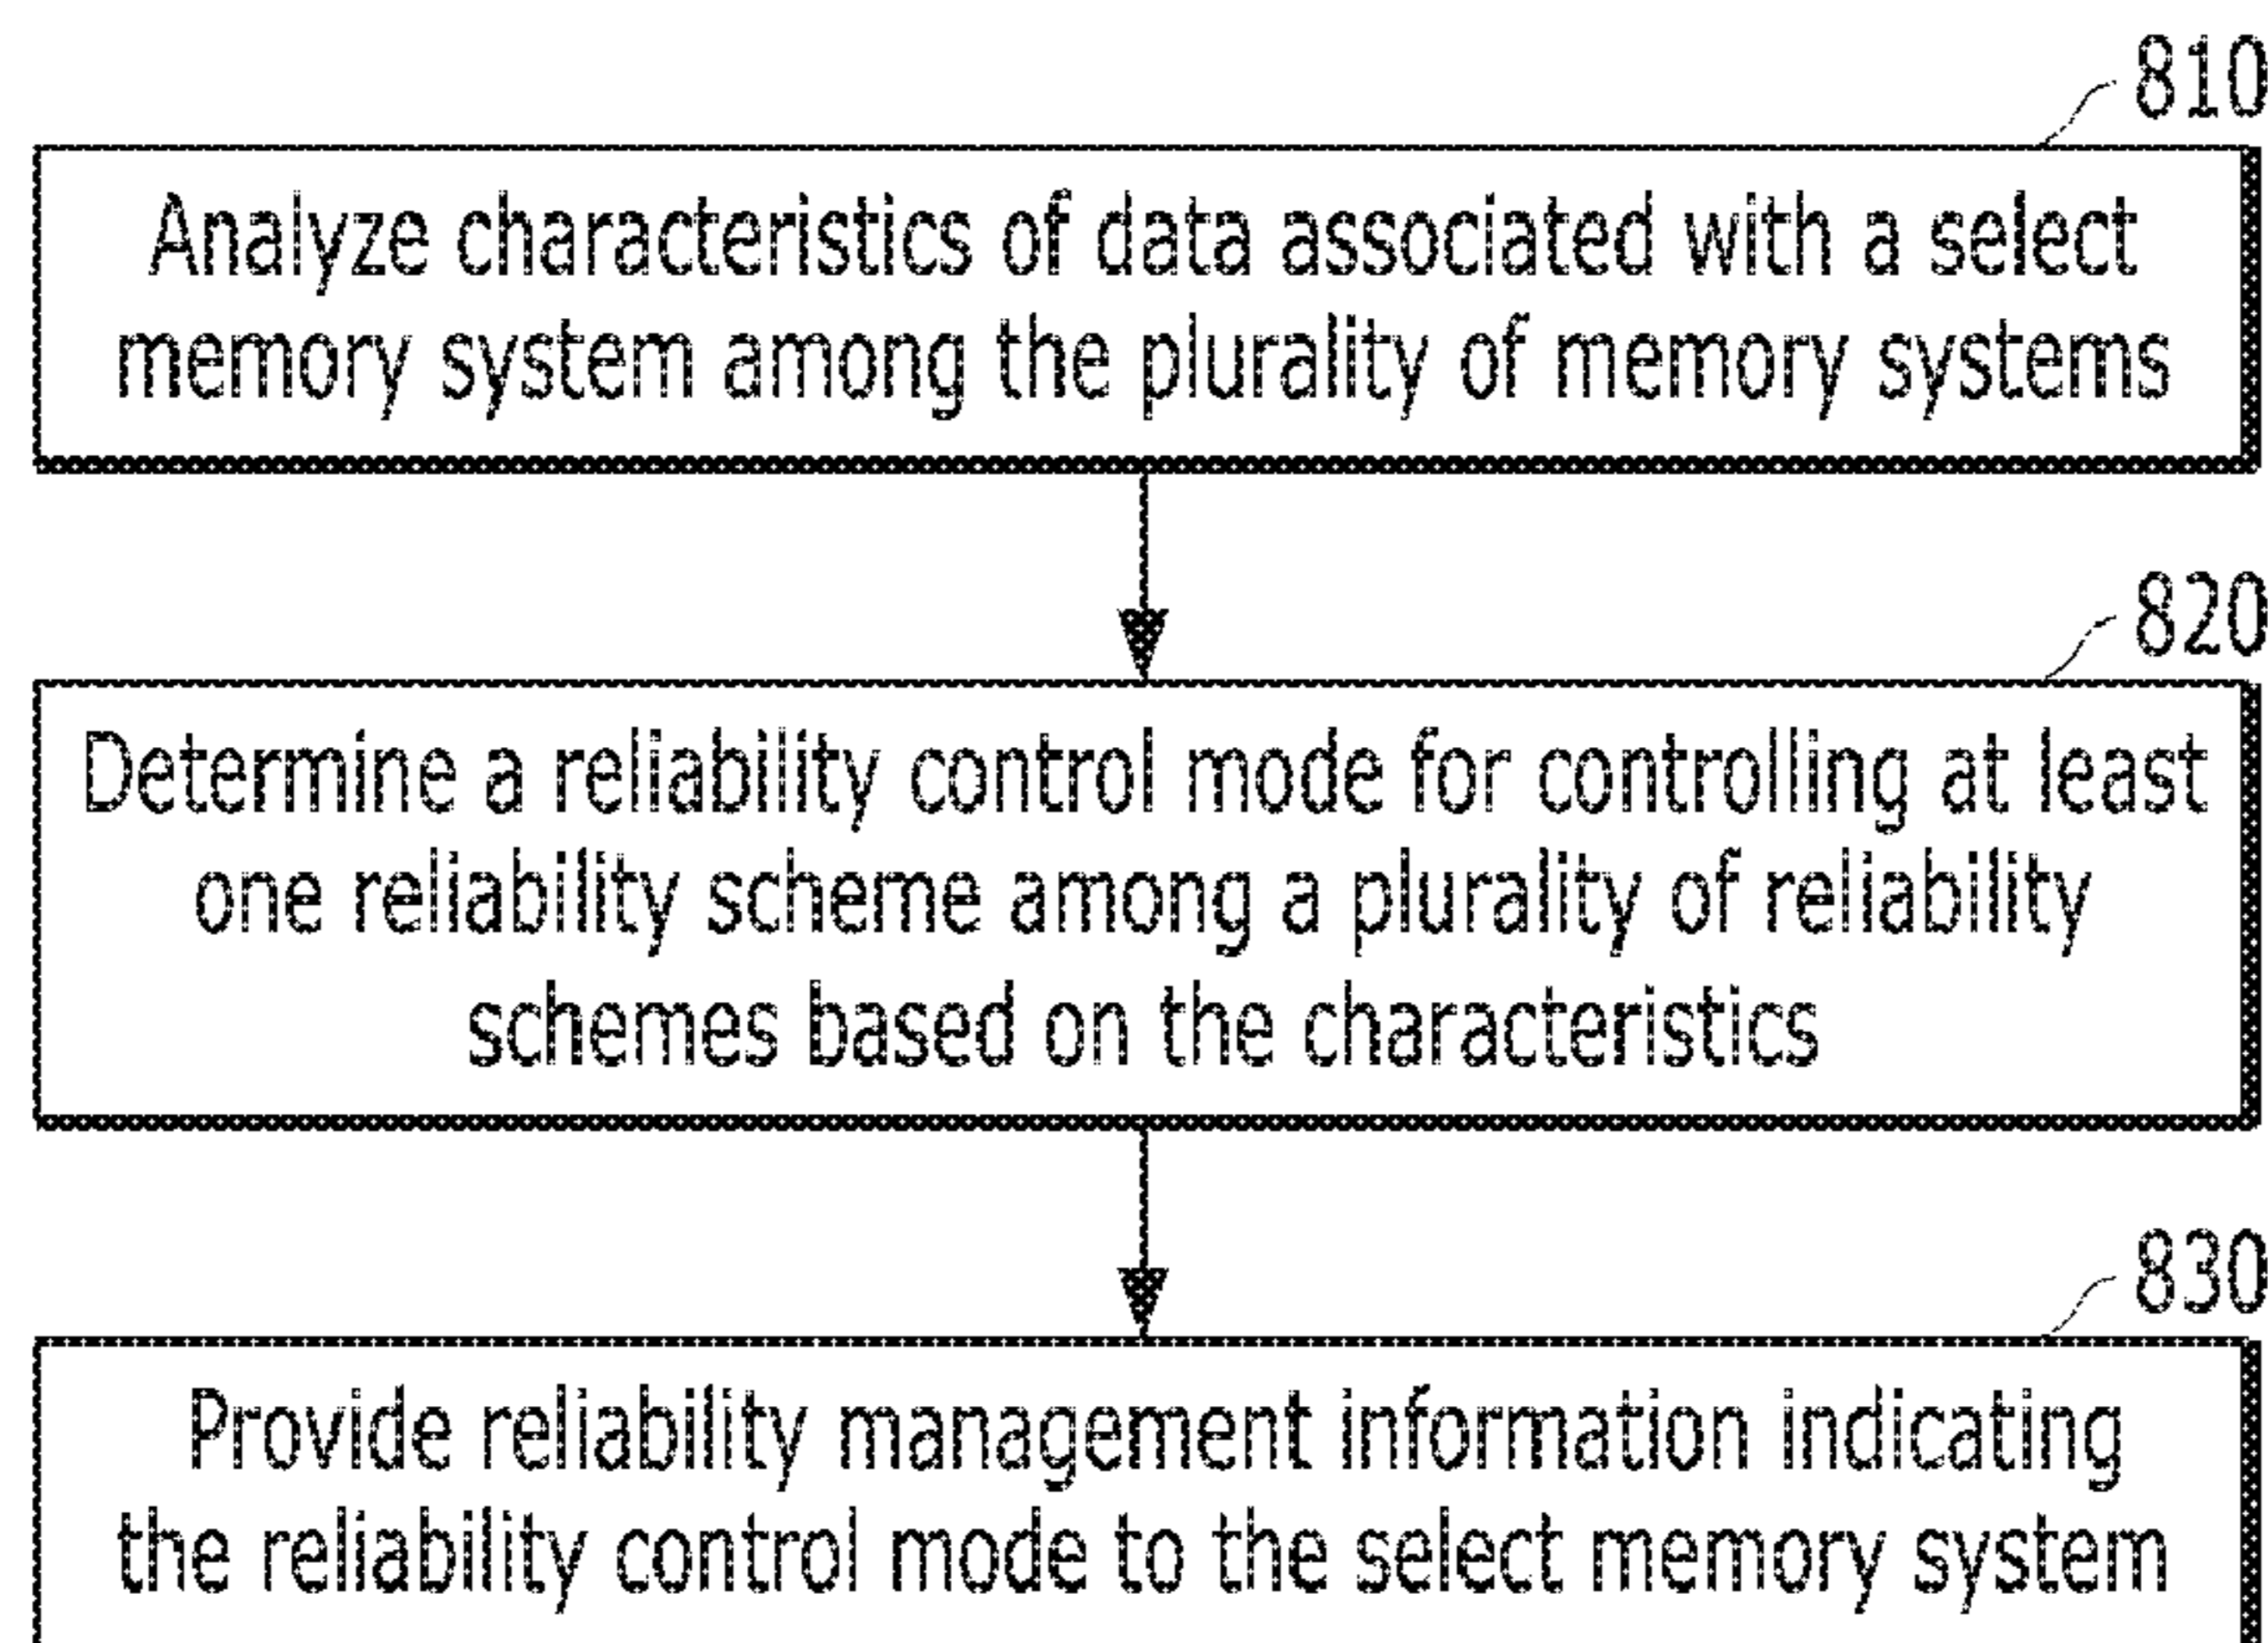 810
Analyze characteristics of data associated with a select
memory system among the plurality of memory systems
820
Determine a reliability control mode for controlling at least
one reliability scheme among a plurality of reliability
schemes based on the characteristics
830
Provide reliability management information indicating
the reliability control mode to the select memory system